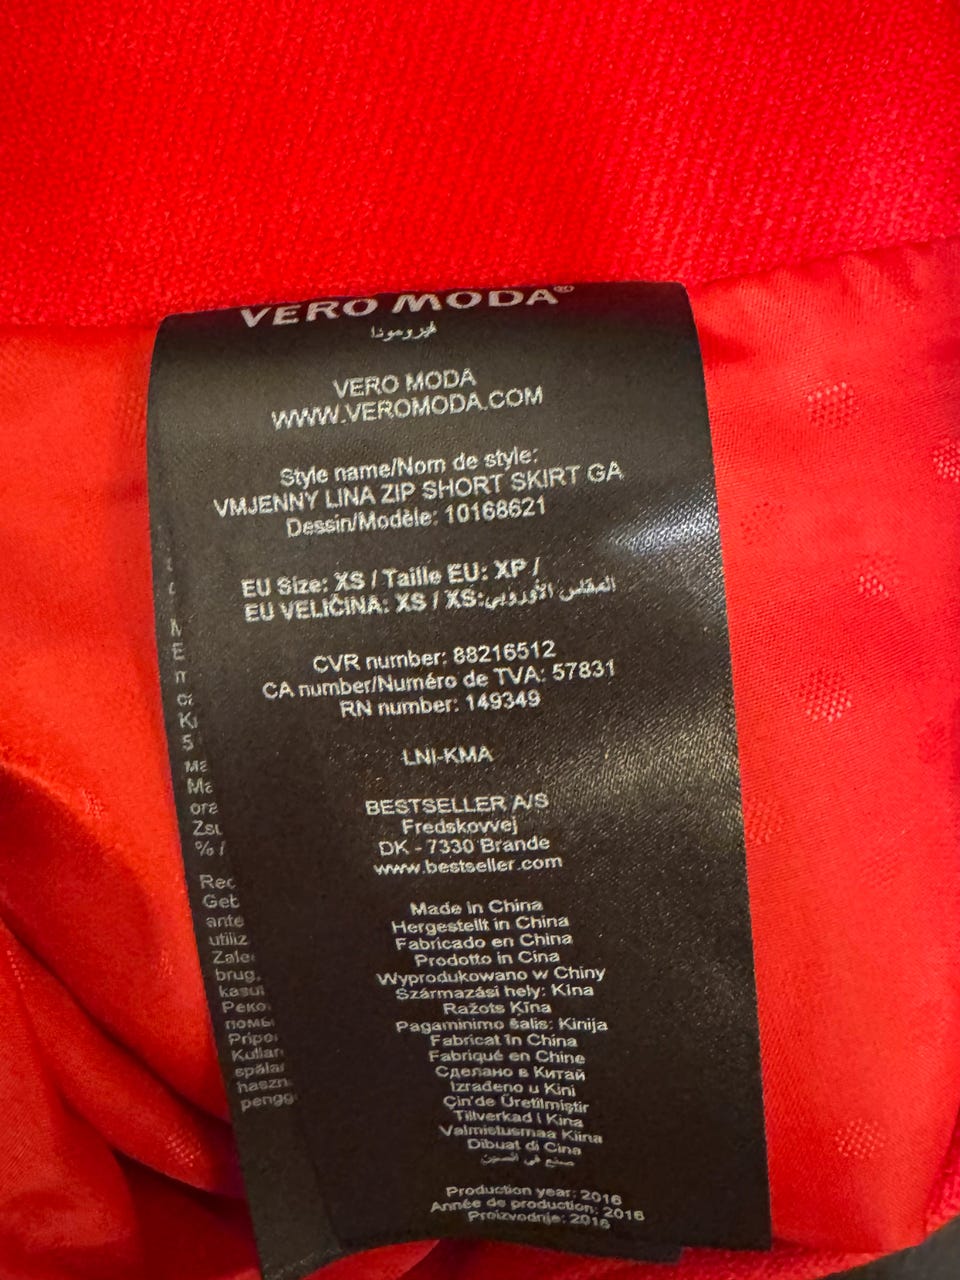 VERO MODA®
ڤيرومودا
VERO MODA
WWW.VEROMODA.COM
Style name/Nom de style:
VMJENNY LINA ZIP SHORT SKIRT GA
Dessin/Modèle: 10168621
EU Size: XS / Taille EU: XP /
EU VELIČINA: XS / XS:المقاس الأوروبي
CVR number: 88216512
CA number/Numéro de TVA: 57831
RN number: 149349
LNI-KMA
BESTSELLER A/S
Fredskovvej
DK - 7330 Brande
www.bestseller.com
Made in China
Hergestellt in China
Fabricado en China
Prodotto in Cina
Wyprodukowano w Chiny
Származási hely: Kína
Ražots Ķīna
Pagaminimo šalis: Kinija
Fabricat în China
Fabriqué en Chine
Сделано в Китай
Izrađeno u Kini
Çin'de Üretilmiştir
Tillverkad i Kina
Valmistusmaa Kiina
Dibuat di Cina
صنع في الصين
Production year: 2016
Année de production: 2016
Proizvodnje: 2016